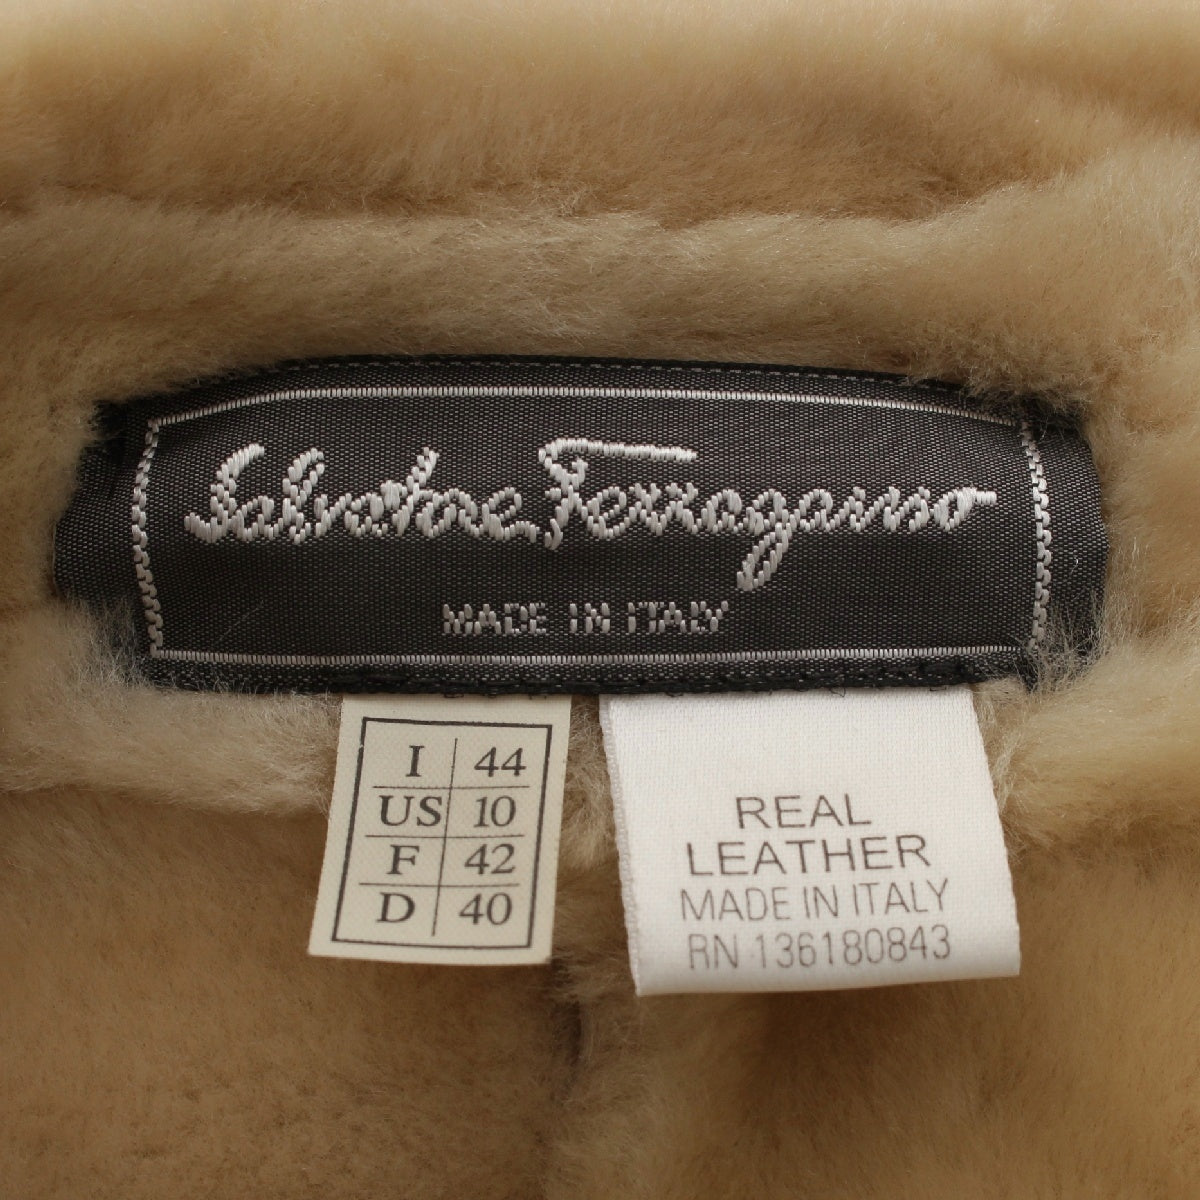 Salvatore Ferragamo
MADE IN ITALY
I 44
US 10
F 42
D 40
REAL
LEATHER
MADE IN ITALY
RN 136180843